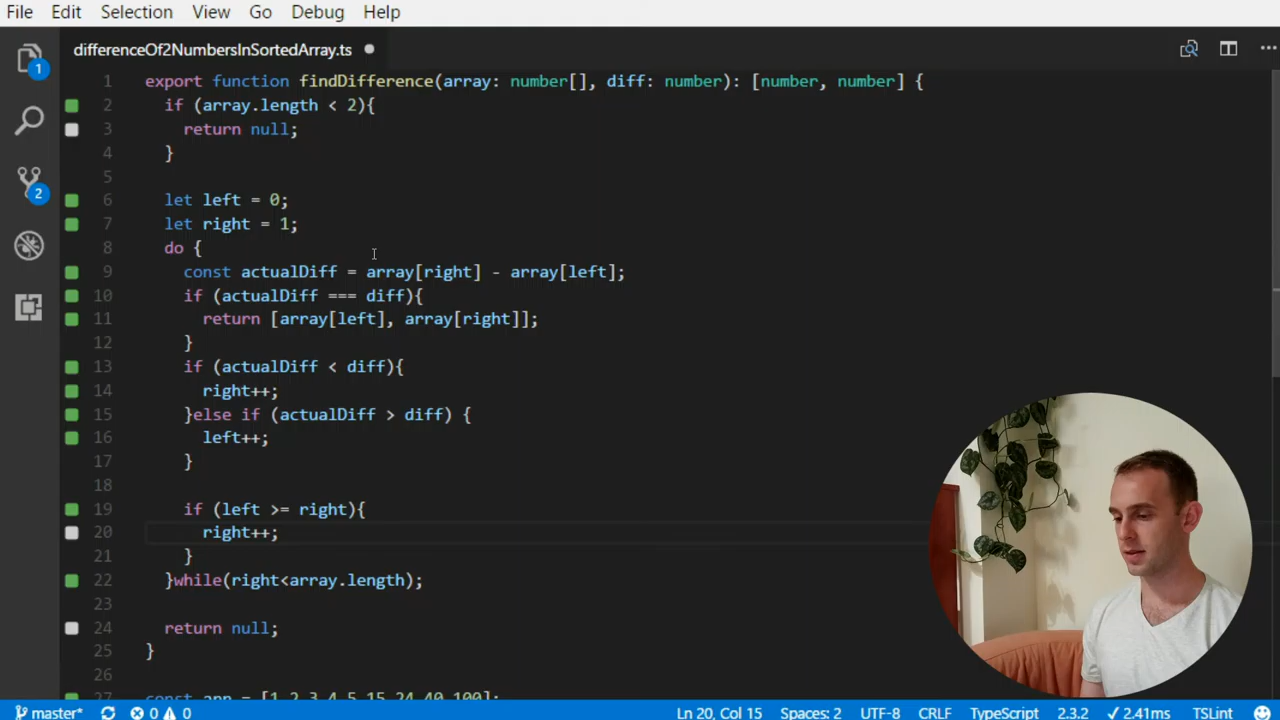 File Edit Selection View Go Debug Help
differenceOf2NumbersInSortedArray.ts
1 export function findDifference(array: number[], diff: number): [number, number] {
2 if (array.length < 2){
3 return null;
4 }
5
6 let left = 0;
7 let right = 1;
8 do {
9 const actualDiff = array[right] - array[left];
10 if (actualDiff === diff){
11 return [array[left], array[right]];
12 }
13 if (actualDiff < diff){
14 right++;
15 }else if (actualDiff > diff) {
16 left++;
17 }
18
19 if (left >= right){
20 right++;
21 }
22 }while(right<array.length);
23
24 return null;
25 }
26
27 const arr = [1,2,3,4,5,15,24,40,100];
1
2
master* 0 0 Ln 20, Col 15 Spaces: 2 UTF-8 CRLF TypeScript 2.3.2 ✓ 2.41ms TSLint